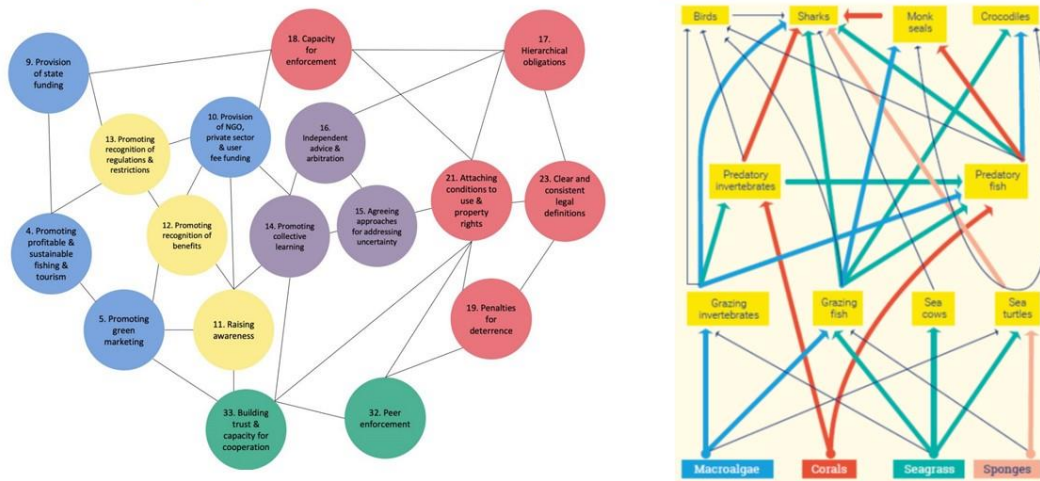 18. Capacity
for
enforcement
17.
Hierarchical
obligations
9. Provision
of state
funding
13. Promoting
recognition of
regulations &
restrictions
10. Provision
of NGO,
private sector
& user
fee funding
16.
Independent
advice &
arbitration
21. Attaching
conditions to
use &
property
rights
23. Clear and
consistent
legal
definitions
4. Promoting
profitable &
sustainable
fishing &
tourism
12. Promoting
recognition of
benefits
14. Promoting
collective
learning
15. Agreeing
approaches
for addressing
uncertainty
5. Promoting
green
marketing
11. Raising
awareness
19. Penalties
for
deterrence
33. Building
trust &
capacity for
cooperation
32. Peer
enforcement
Birds
Sharks
Monk
seals
Crocodiles
Predatory
invertebrates
Predatory
fish
Grazing
invertebrates
Grazing
fish
Sea
cows
Sea
turtles
Macroalgae
Corals
Seagrass
Sponges